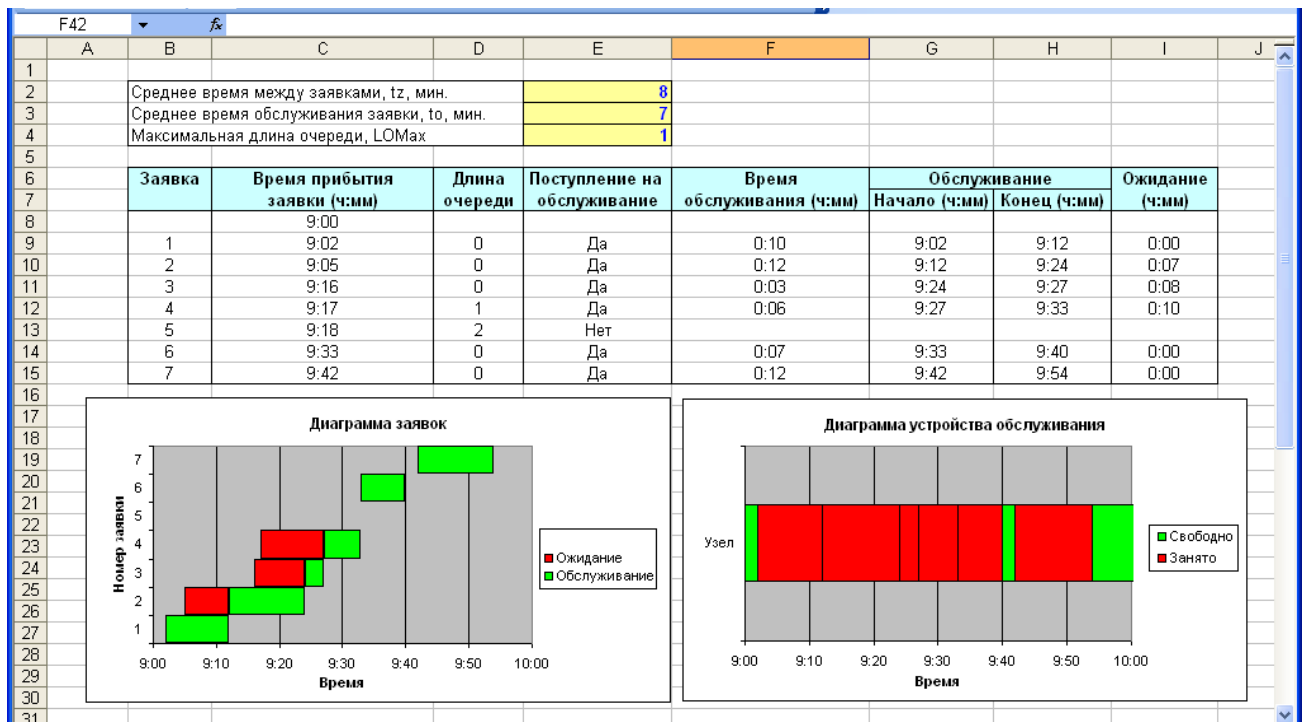 F42 fx
A B C D E F G H I J
1
2 Среднее время между заявками, tz, мин. 8
3 Среднее время обслуживания заявки, to, мин. 7
4 Максимальная длина очереди, LOMax 1
5
6 Заявка Время прибытия Длина Поступление на Время Обслуживание Ожидание
7 заявки (ч:мм) очереди обслуживание обслуживания (ч:мм) Начало (ч:мм) Конец (ч:мм) (ч:мм)
8 9:00
9 1 9:02 0 Да 0:10 9:02 9:12 0:00
10 2 9:05 0 Да 0:12 9:12 9:24 0:07
11 3 9:16 0 Да 0:03 9:24 9:27 0:08
12 4 9:17 1 Да 0:06 9:27 9:33 0:10
13 5 9:18 2 Нет
14 6 9:33 0 Да 0:07 9:33 9:40 0:00
15 7 9:42 0 Да 0:12 9:42 9:54 0:00
16
17
18
19
20
21
22
23
24
25
26
27
28
29
30
31
Диаграмма заявок
Номер заявки
7
6
5
4
3
2
1
9:00 9:10 9:20 9:30 9:40 9:50 10:00
Время
Ожидание
Обслуживание
Диаграмма устройства обслуживания
Узел
9:00 9:10 9:20 9:30 9:40 9:50 10:00
Время
Свободно
Занято